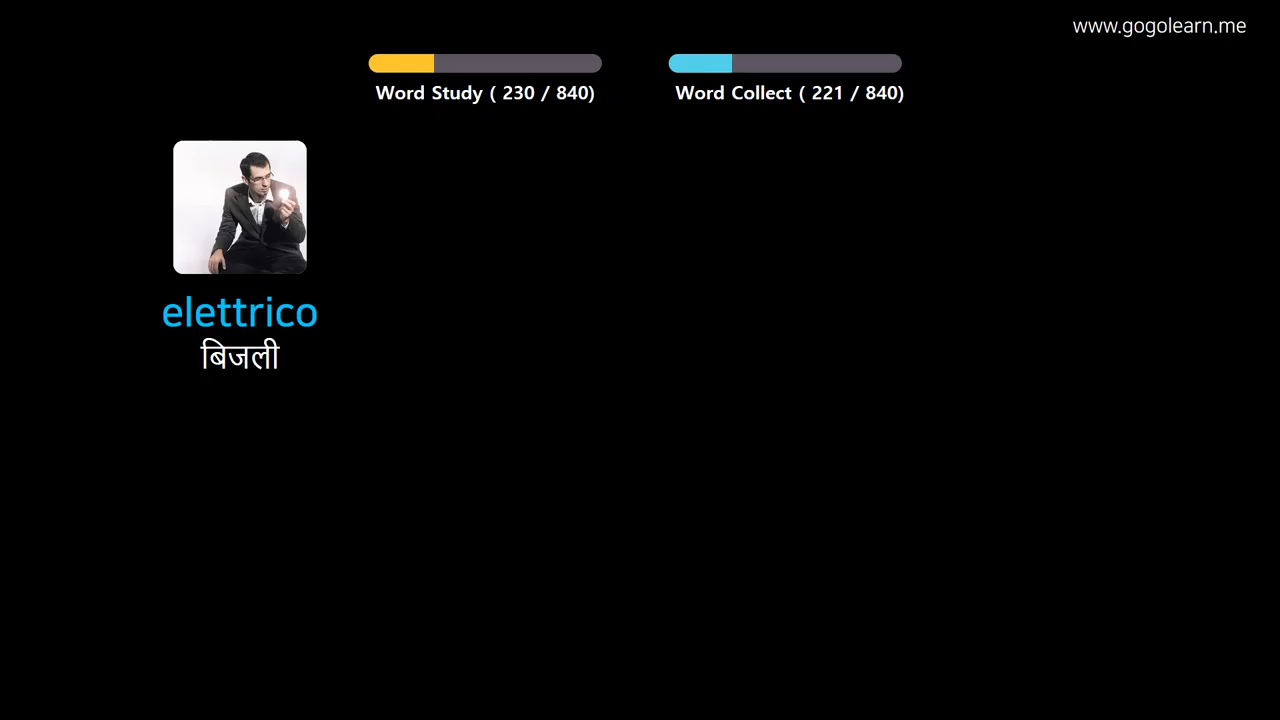 www.gogolearn.me
Word Study ( 230 / 840)
Word Collect ( 221 / 840)
elettrico
बिजली